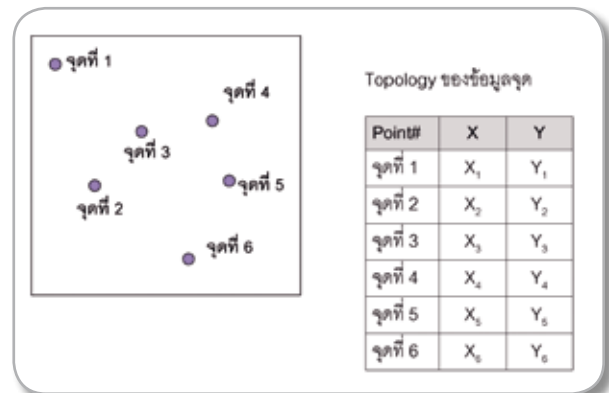 จุดที่ 1
จุดที่ 4
จุดที่ 3
จุดที่ 5
จุดที่ 2
จุดที่ 6
Topology ของข้อมูลจุด
Point# X Y
จุดที่ 1 X₁ Y₁
จุดที่ 2 X₂ Y₂
จุดที่ 3 X₃ Y₃
จุดที่ 4 X₄ Y₄
จุดที่ 5 X₅ Y₅
จุดที่ 6 X₆ Y₆